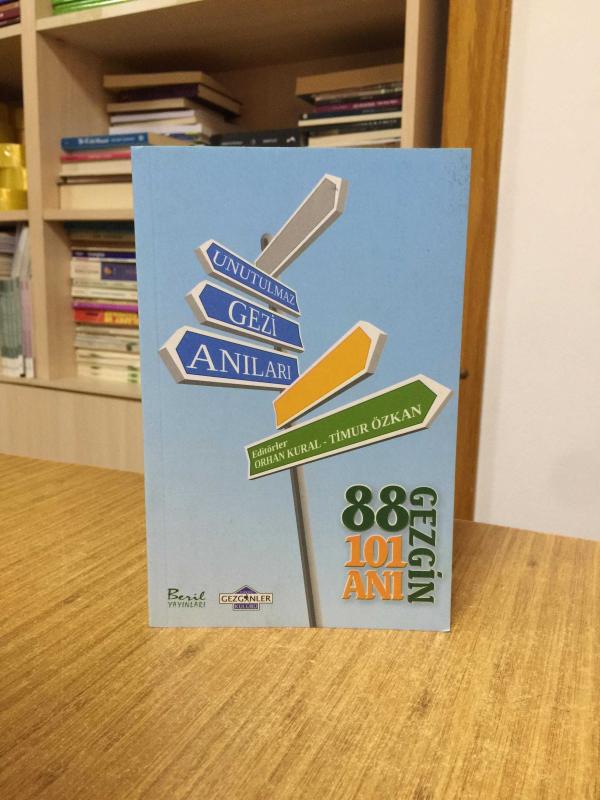 UNUTULMAZ
GEZİ
ANILARI
Editörler
ORHAN KURAL - TİMUR ÖZKAN
88
GEZGİN
101
ANI
Beril
YAYINLARI
GEZGİNLER
KULÜBÜ